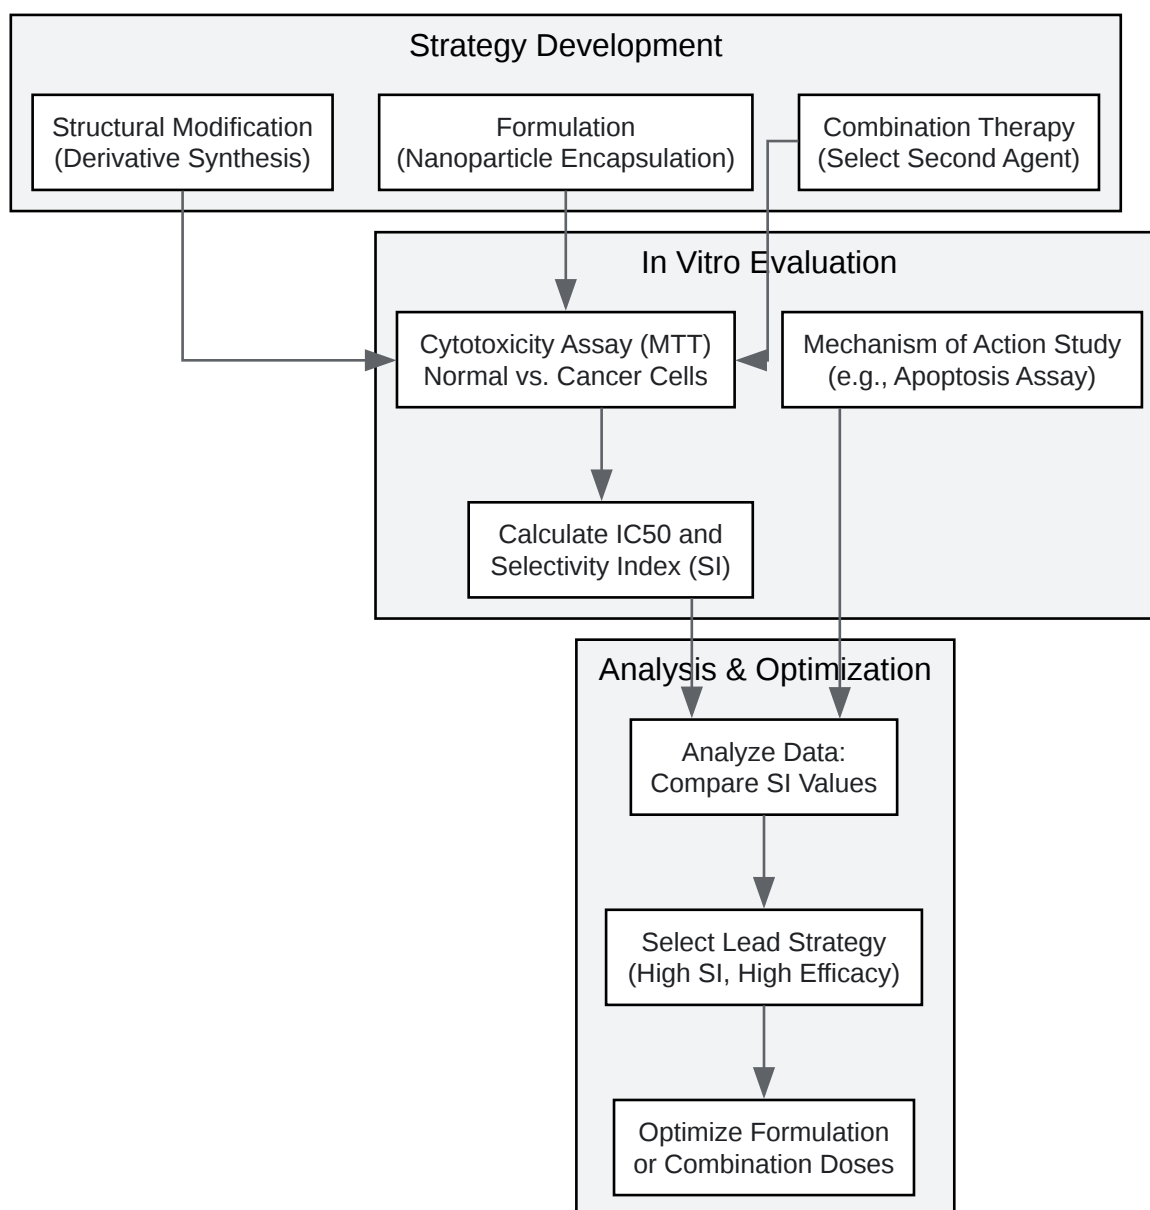 Strategy Development
Structural Modification
(Derivative Synthesis)
Formulation
(Nanoparticle Encapsulation)
Combination Therapy
(Select Second Agent)
In Vitro Evaluation
Cytotoxicity Assay (MTT)
Normal vs. Cancer Cells
Mechanism of Action Study
(e.g., Apoptosis Assay)
Calculate IC50 and
Selectivity Index (SI)
Analysis & Optimization
Analyze Data:
Compare SI Values
Select Lead Strategy
(High SI, High Efficacy)
Optimize Formulation
or Combination Doses